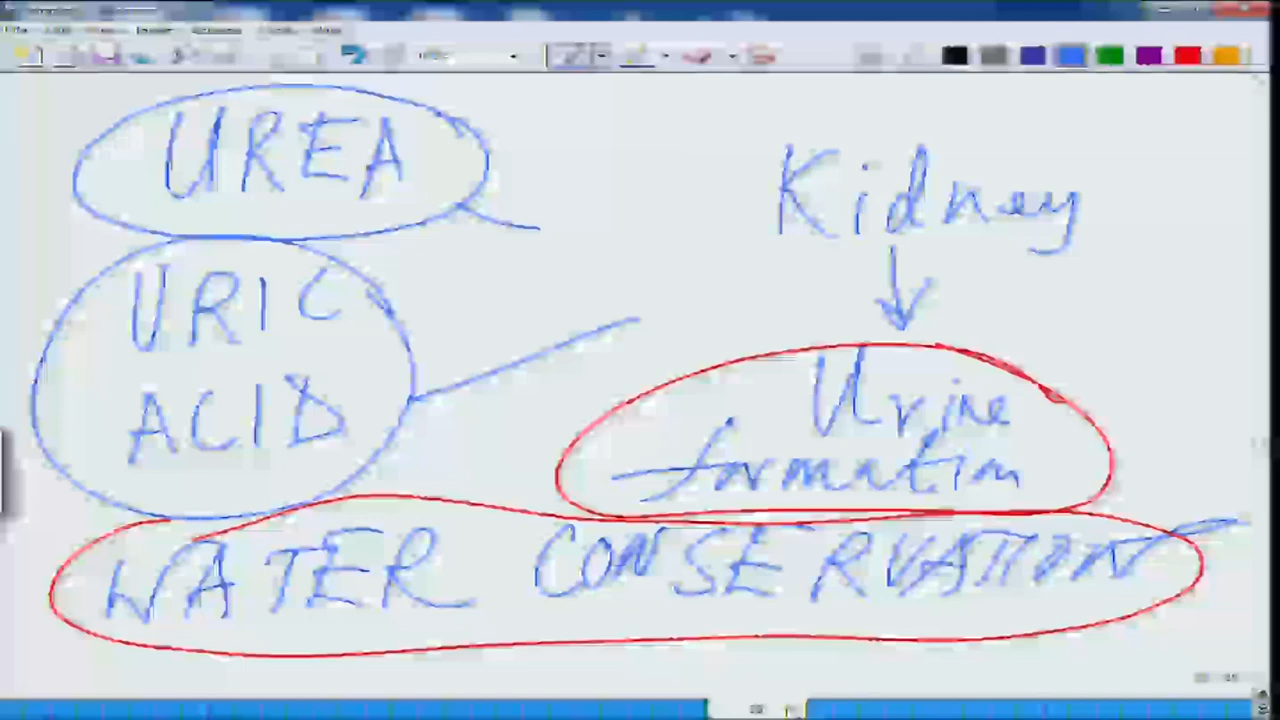 UREA
Kidney
URIC
ACID
Urine
formation
WATER CONSERVATION